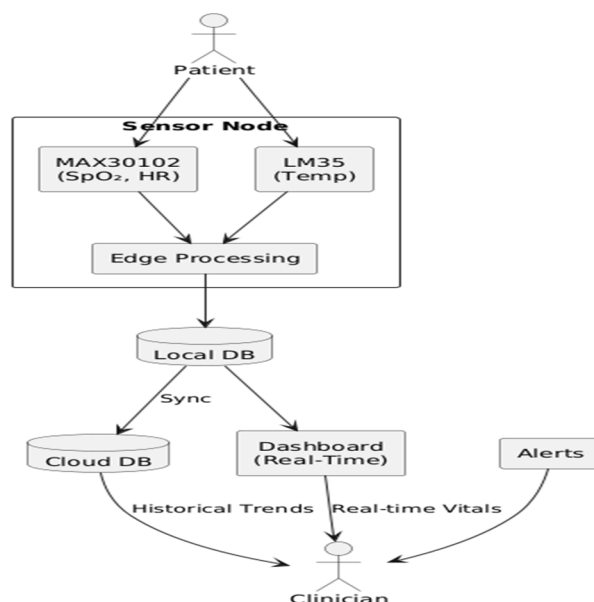 Patient
Sensor Node
MAX30102
(SpO₂, HR)
LM35
(Temp)
Edge Processing
Local DB
Sync
Cloud DB
Dashboard
(Real-Time)
Alerts
Historical Trends
Real-time Vitals
Clinician